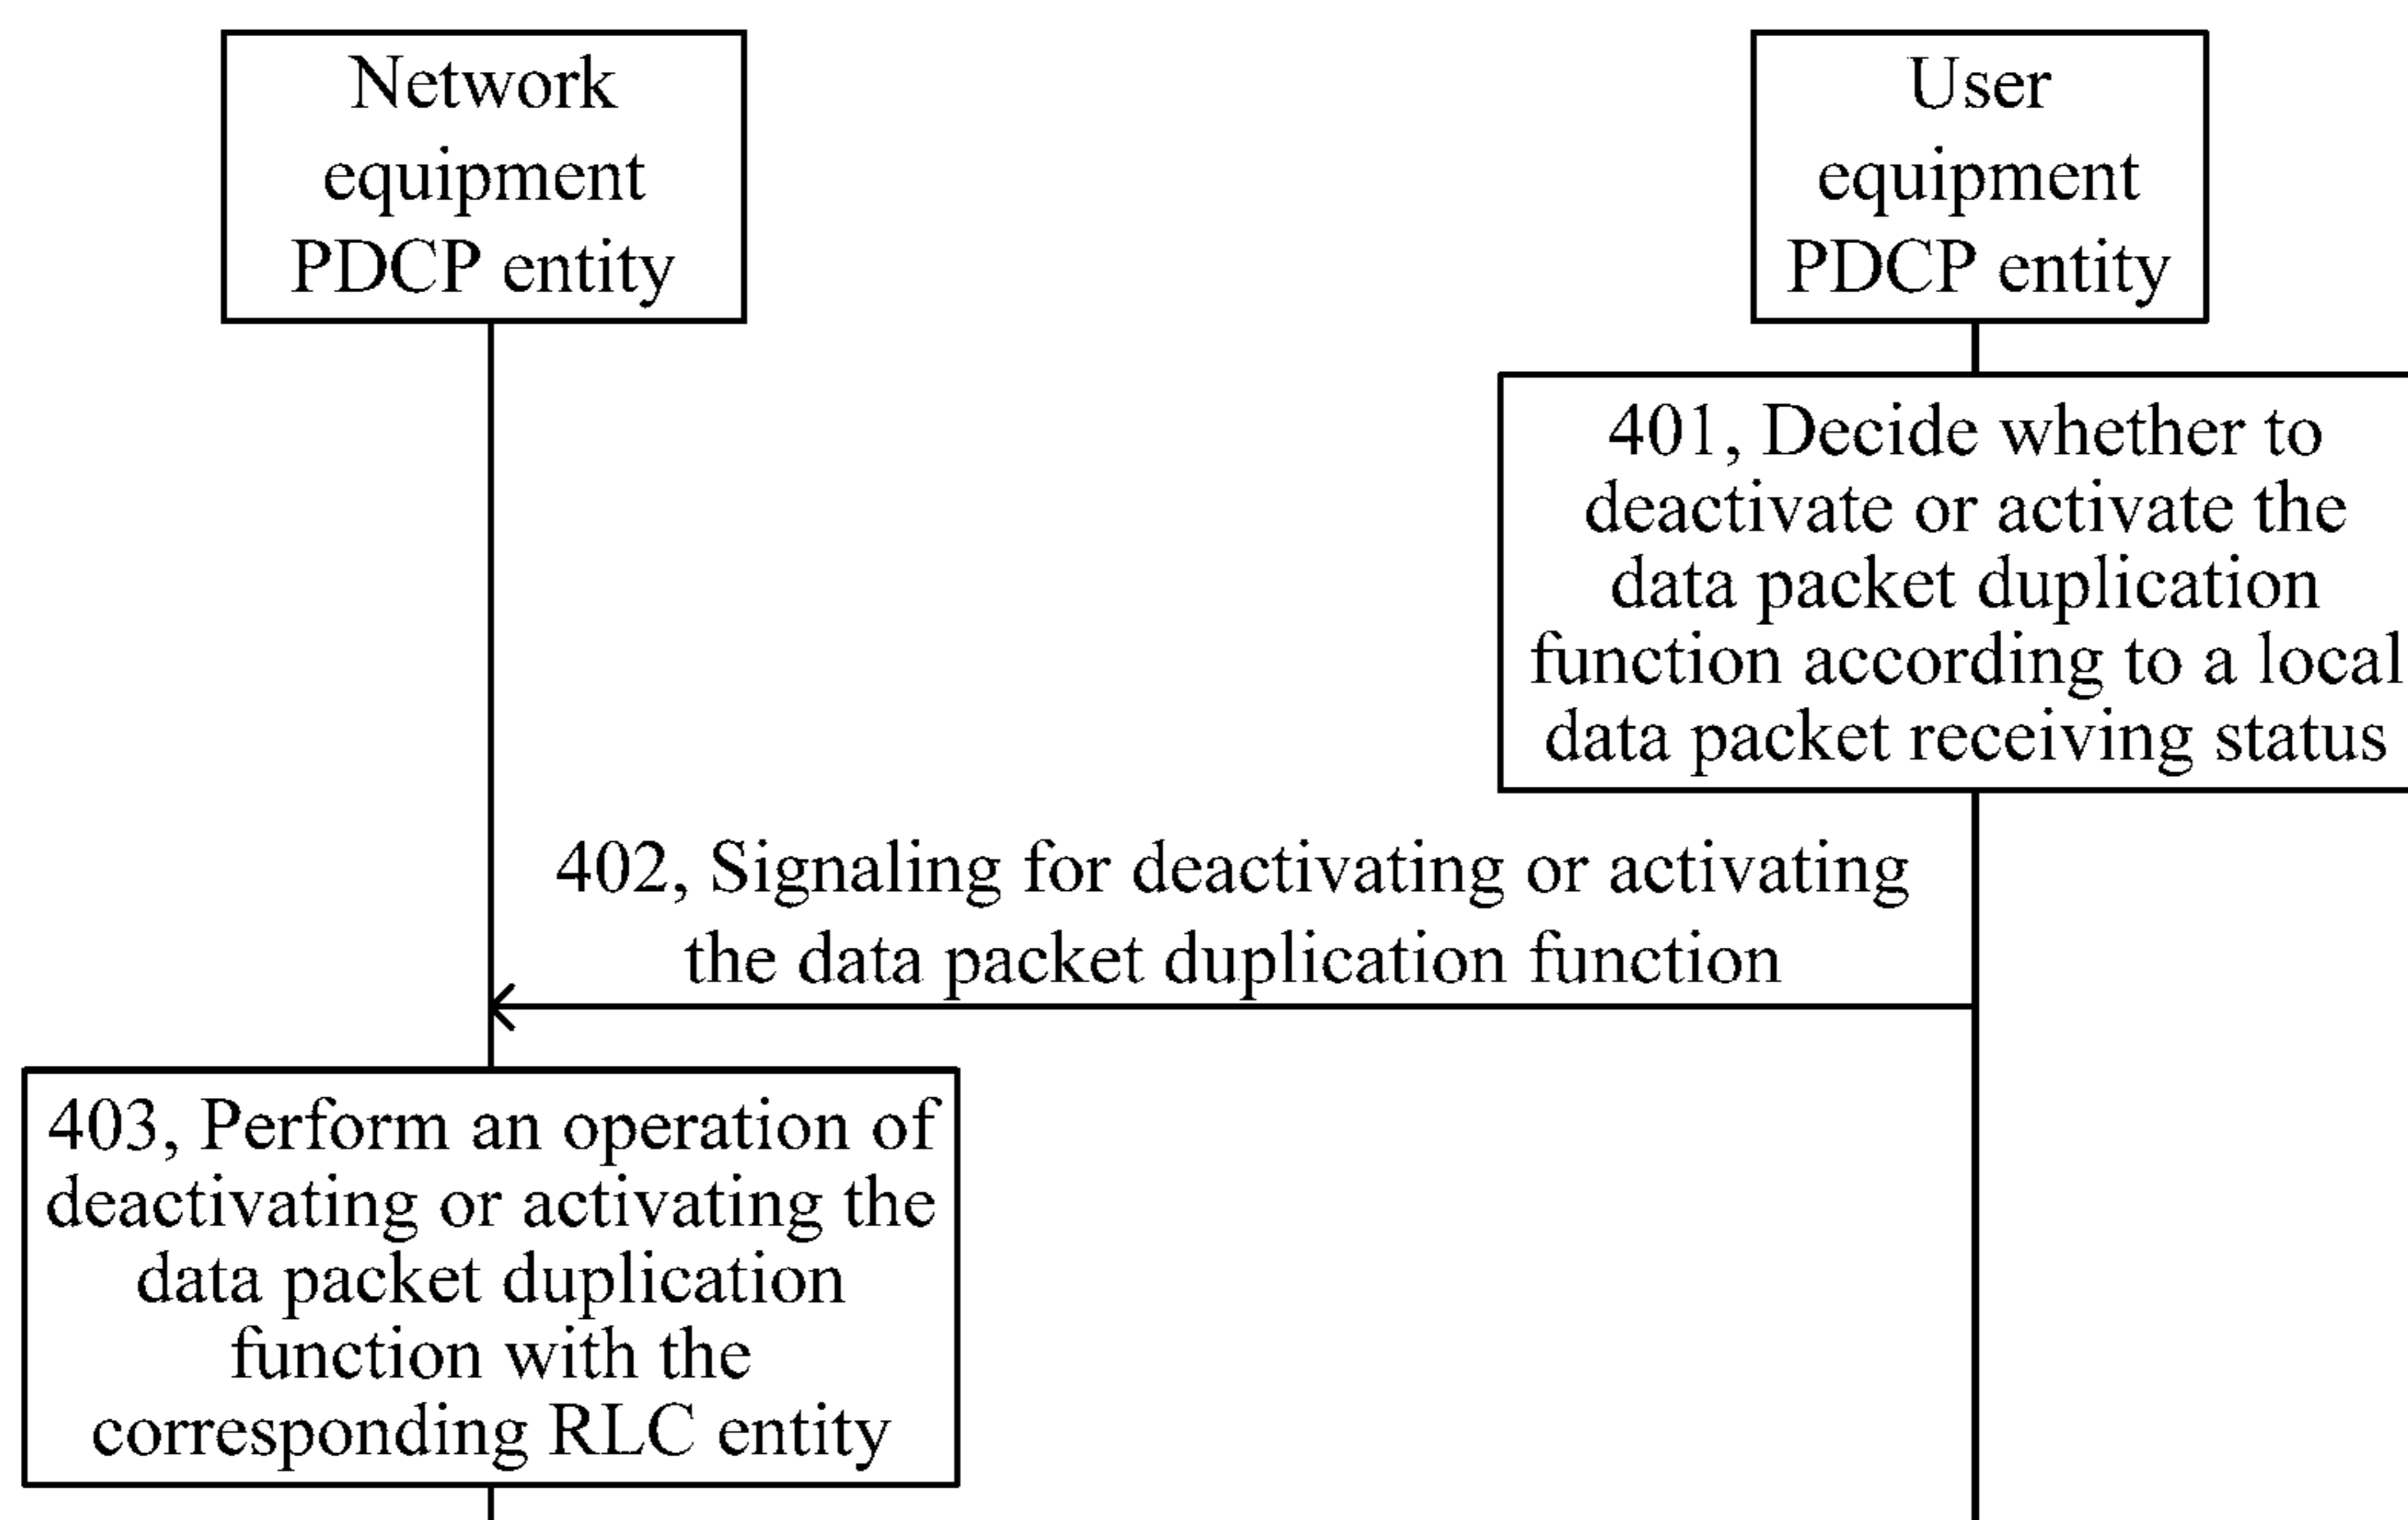 Network
equipment
PDCP entity
User
equipment
PDCP entity
401, Decide whether to
deactivate or activate the
data packet duplication
function according to a local
data packet receiving status
402, Signaling for deactivating or activating
the data packet duplication function
403, Perform an operation of
deactivating or activating the
data packet duplication
function with the
corresponding RLC entity